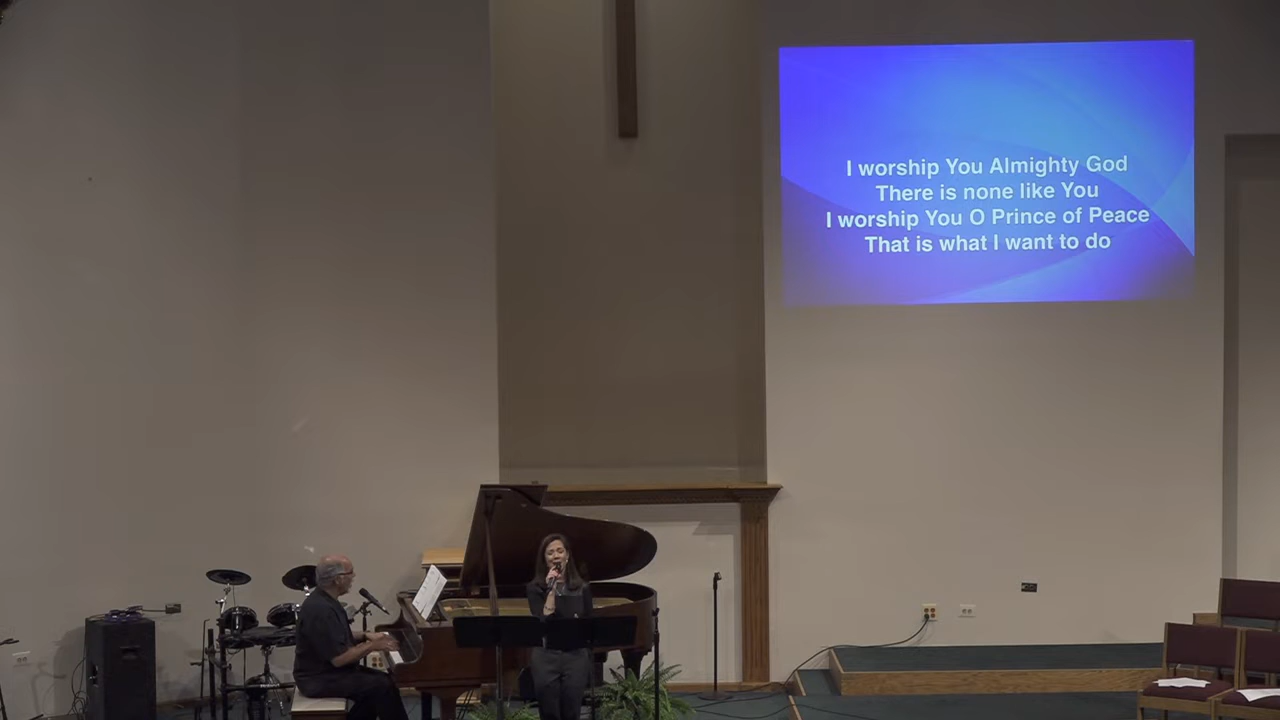 I worship You Almighty God
There is none like You
I worship You O Prince of Peace
That is what I want to do